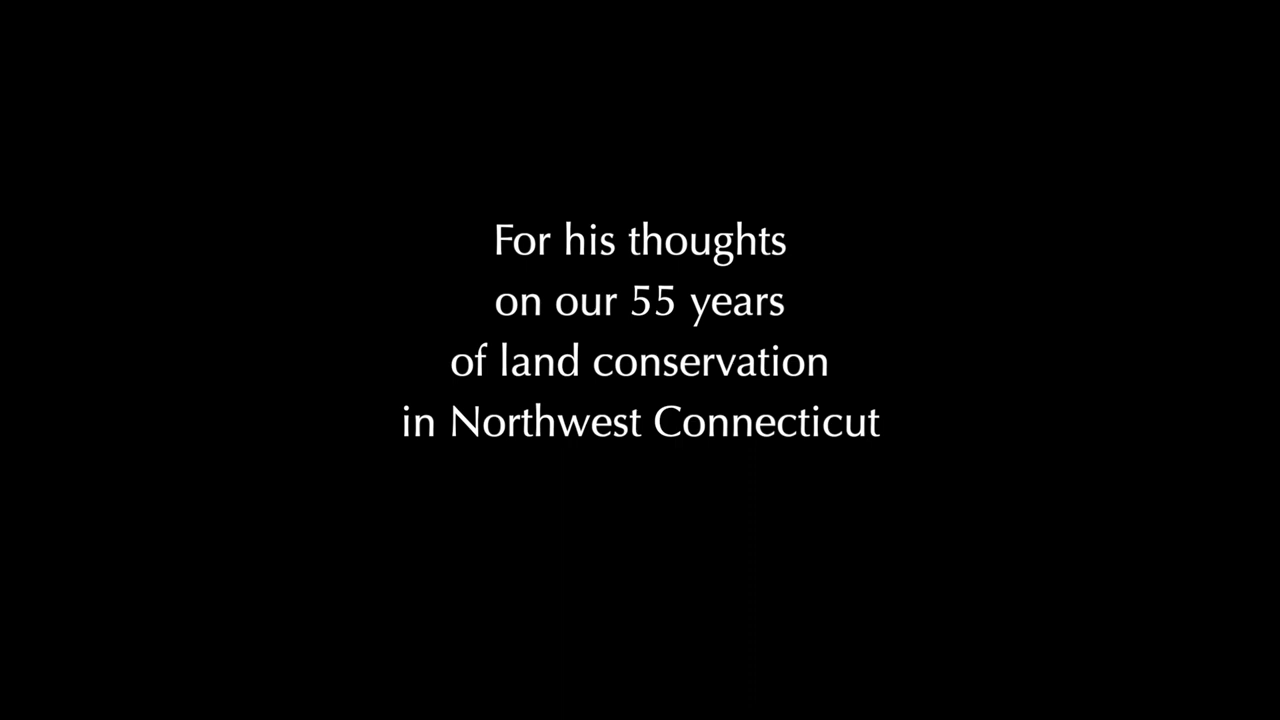 For his thoughts
on our 55 years
of land conservation
in Northwest Connecticut